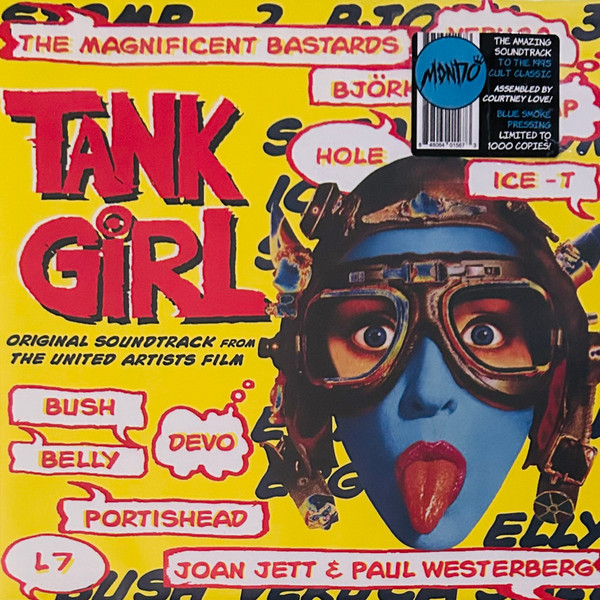 THE MAGNIFICENT BASTARDS
BJÖRK
MONDO
THE AMAZING
SOUNDTRACK
TO THE 1995
CULT CLASSIC
ASSEMBLED BY
COURTNEY LOVE!
BLUE SMOKE
PRESSING
LIMITED TO
1000 COPIES!
HOLE
ICE-T
TANK
GiRL
ORIGINAL SOUNDTRACK FROM
THE UNITED ARTISTS FILM
BUSH
BELLY
DEVO
PORTISHEAD
L7
ELLY
JOAN JETT & PAUL WESTERBERG